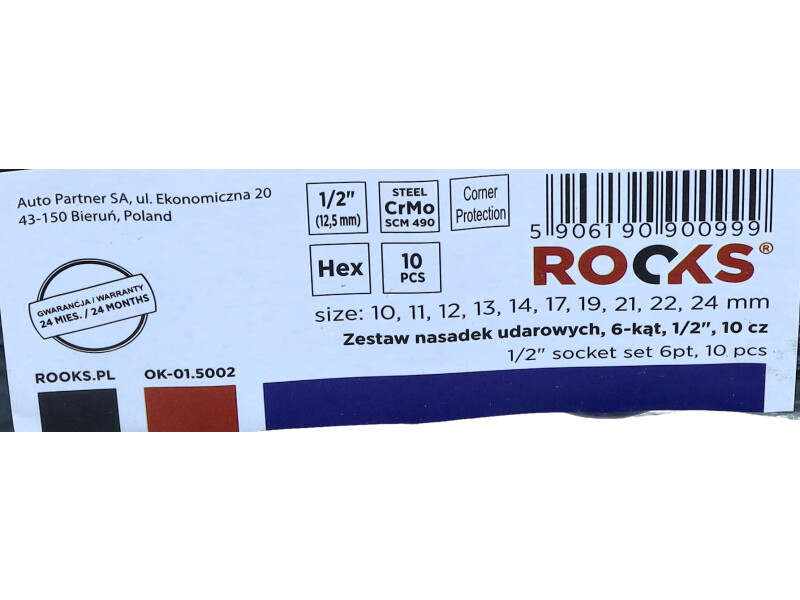 Auto Partner SA, ul. Ekonomiczna 20
43-150 Bieruń, Poland
GWARANCJA / WARRANTY
24 MIES. / 24 MONTHS
ROOKS.PL
OK-01.5002
1/2"
(12,5 mm)
STEEL
CrMo
SCM 490
Corner
Protection
Hex
10
PCS
5 906190 900999
ROOKS®
size: 10, 11, 12, 13, 14, 17, 19, 21, 22, 24 mm
Zestaw nasadek udarowych, 6-kąt, 1/2", 10 cz
1/2" socket set 6pt, 10 pcs